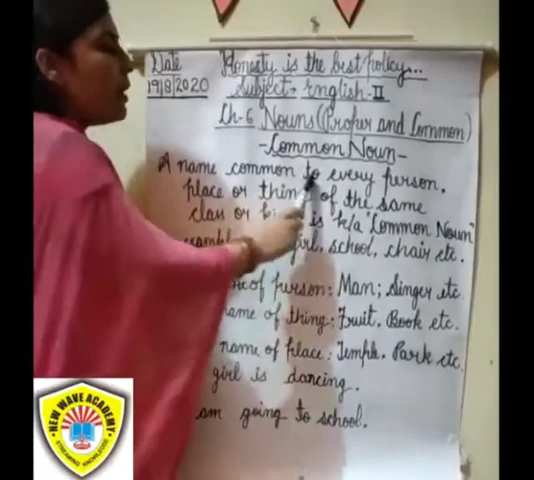 Date
19/8/2020
Honesty is the best policy...
Subject - English-II
Ch-6 Nouns (Proper and Common)
-Common Noun-
A name common to every person,
place or thing of the same
class or is k/a "Common Noun"
girl, school, chair etc.
of person: Man, Singer etc.
name of thing: Fruit, Book etc.
name of place: Temple, Park etc.
girl is dancing.
am going to school.
NEW WAVE ACADEMY
STREAMING KNOWLEDGE